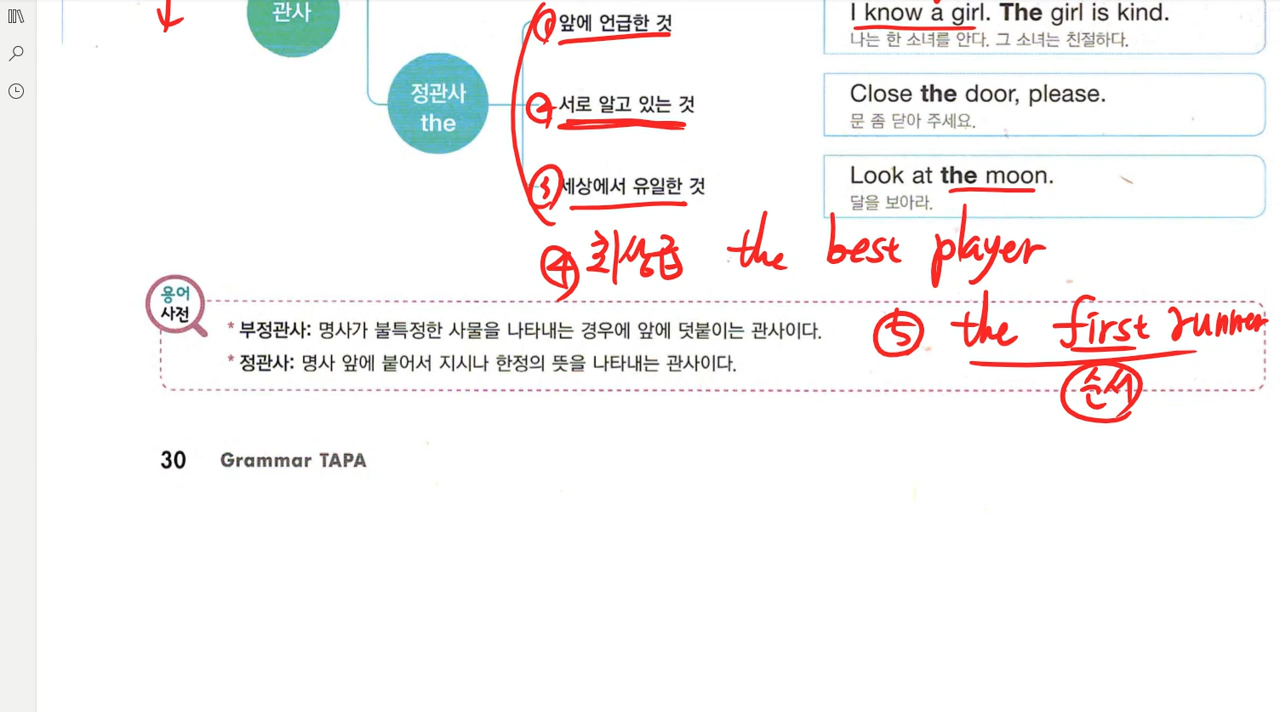 관사
① 앞에 언급한 것
I know a girl. The girl is kind.
나는 한 소녀를 안다. 그 소녀는 친절하다.
정관사
the
② 서로 알고 있는 것
Close the door, please.
문 좀 닫아 주세요.
③ 세상에서 유일한 것
Look at the moon.
달을 보아라.
④ 최상급 the best player
용어
사전
* 부정관사: 명사가 불특정한 사물을 나타내는 경우에 앞에 덧붙이는 관사이다.
* 정관사: 명사 앞에 붙어서 지시나 한정의 뜻을 나타내는 관사이다.
⑤ the first runner
순서
30 Grammar TAPA